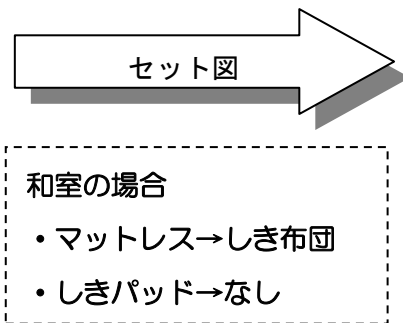 セット図
和室の場合
・マットレス→しき布団
・しきパッド→なし